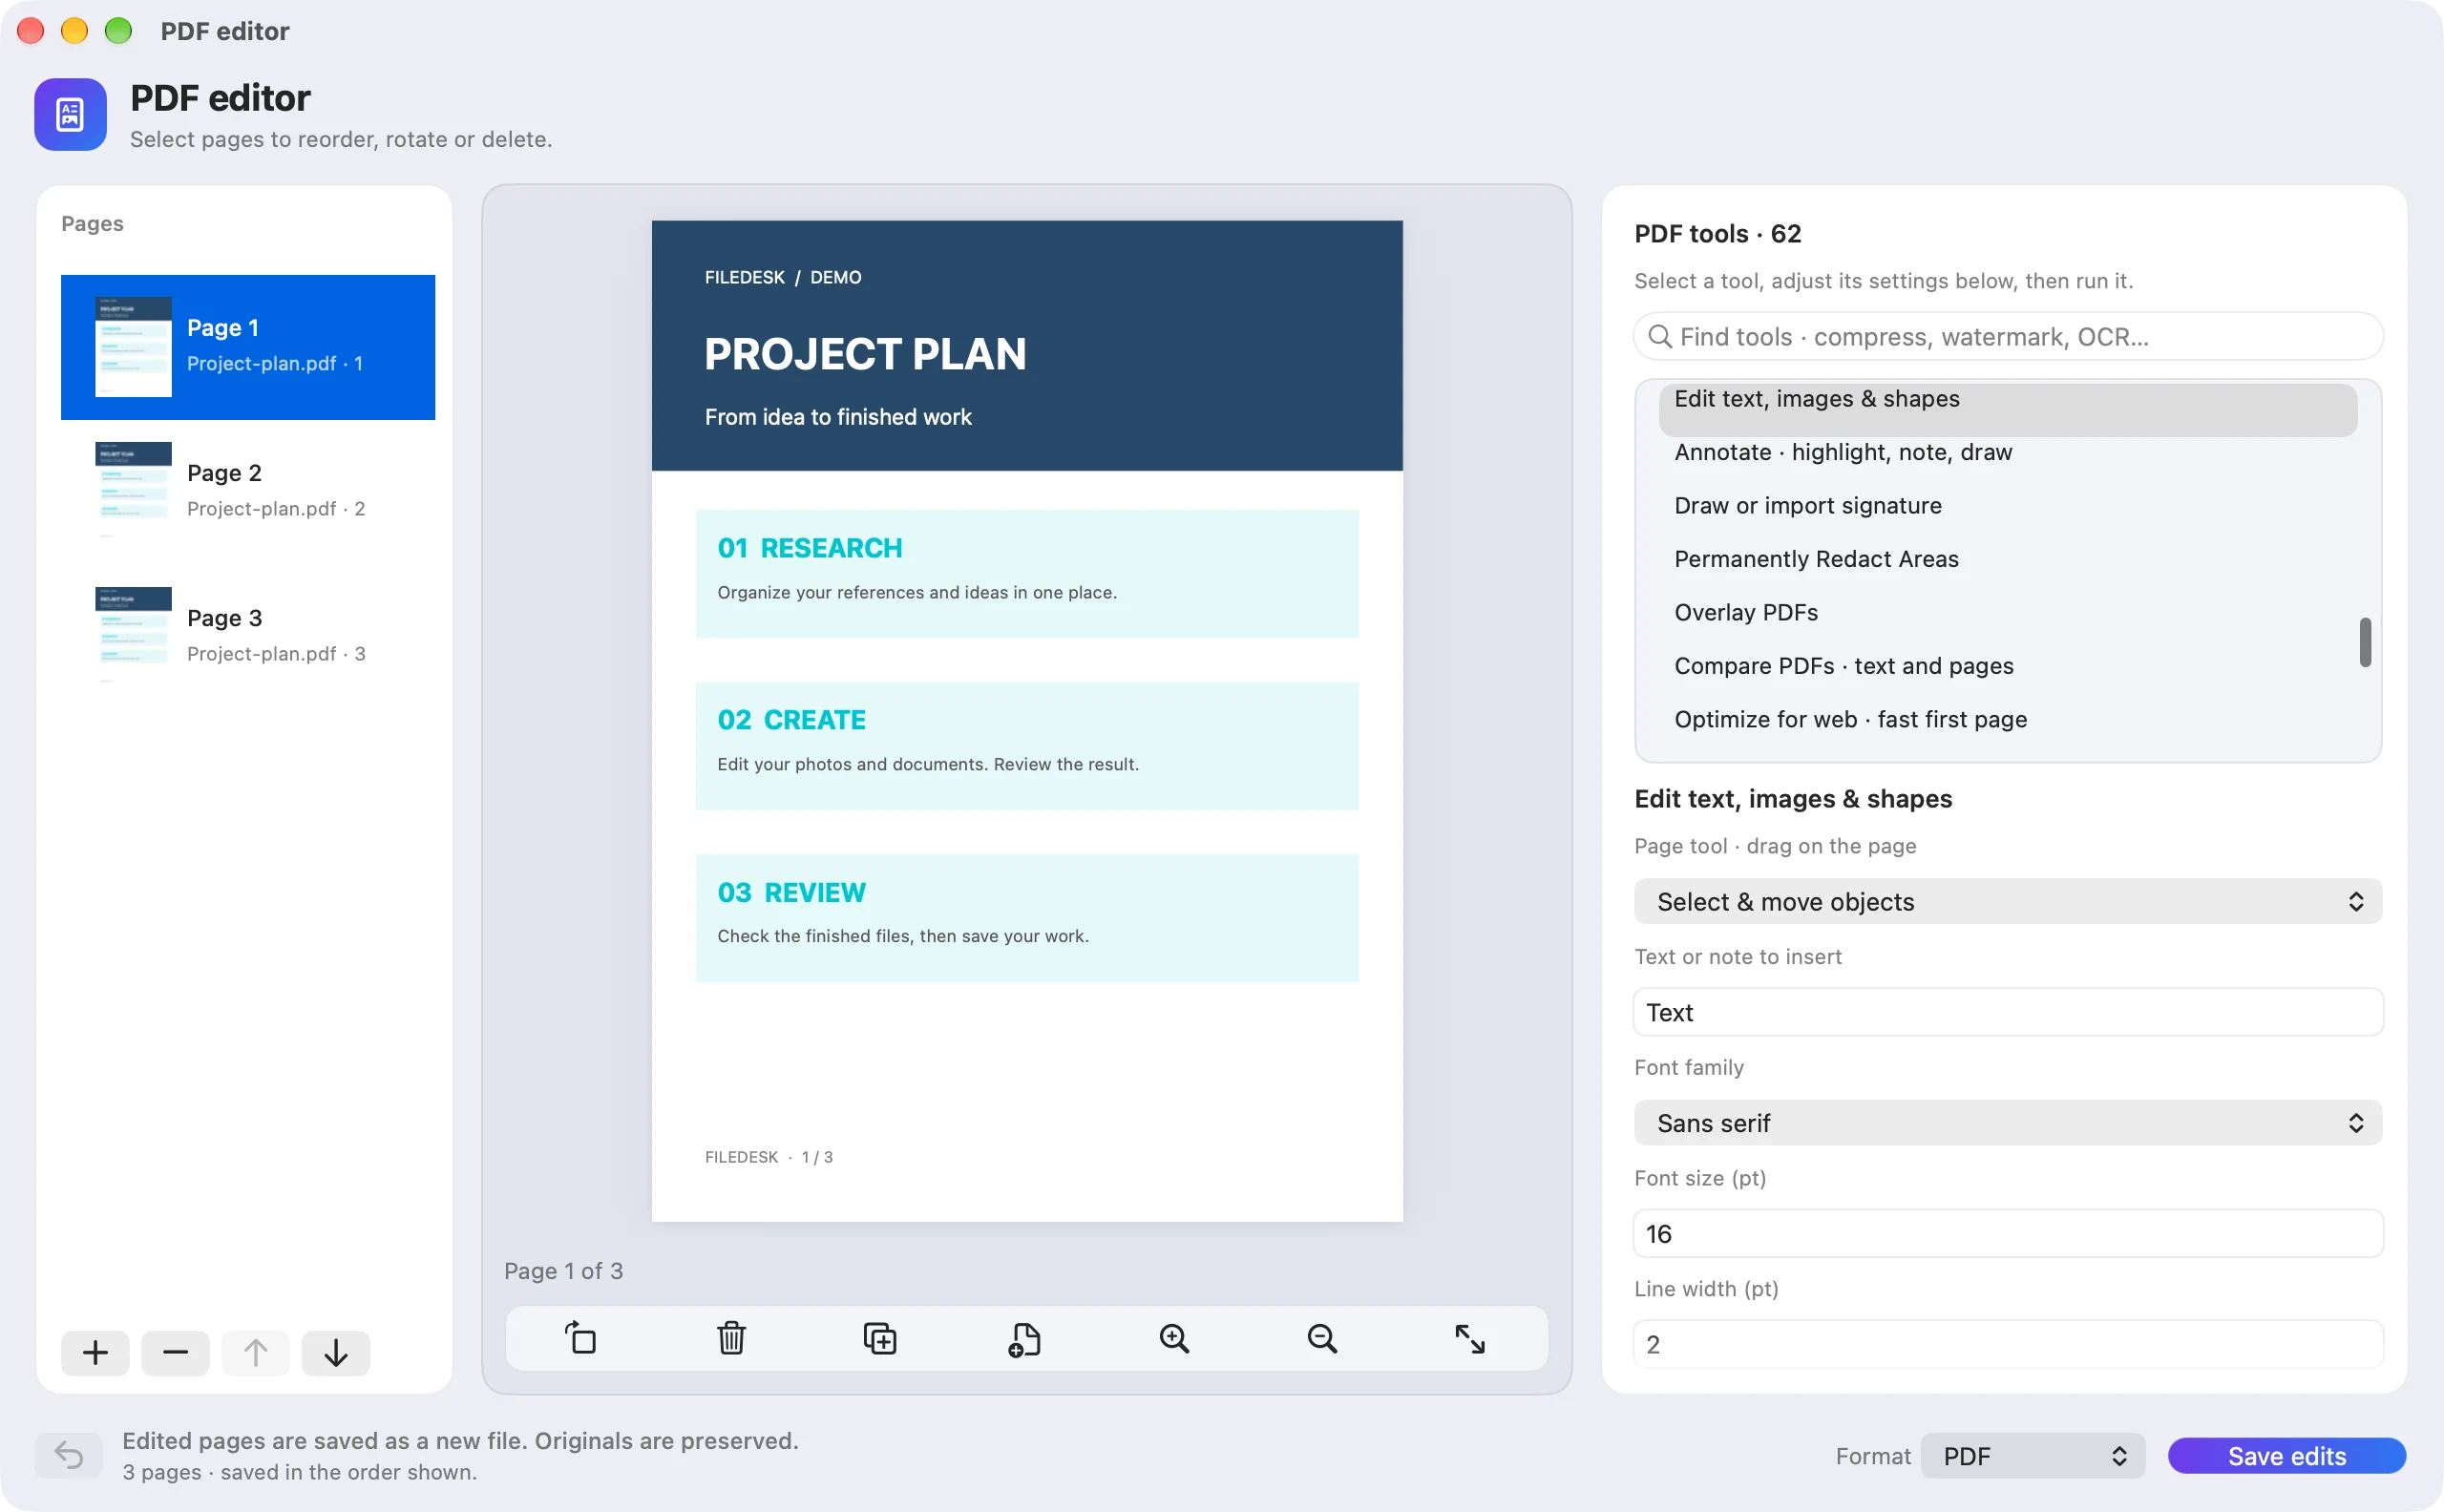 PDF editor
PDF editor
Select pages to reorder, rotate or delete.
Pages
Page 1
Project-plan.pdf · 1
Page 2
Project-plan.pdf · 2
Page 3
Project-plan.pdf · 3
FILEDESK / DEMO
PROJECT PLAN
From idea to finished work
01 RESEARCH
Organize your references and ideas in one place.
02 CREATE
Edit your photos and documents. Review the result.
03 REVIEW
Check the finished files, then save your work.
FILEDESK · 1 / 3
Page 1 of 3
PDF tools · 62
Select a tool, adjust its settings below, then run it.
Find tools · compress, watermark, OCR...
Edit text, images & shapes
Annotate · highlight, note, draw
Draw or import signature
Permanently Redact Areas
Overlay PDFs
Compare PDFs · text and pages
Optimize for web · fast first page
Edit text, images & shapes
Page tool · drag on the page
Select & move objects
Text or note to insert
Text
Font family
Sans serif
Font size (pt)
16
Line width (pt)
2
Edited pages are saved as a new file. Originals are preserved.
3 pages · saved in the order shown.
Format PDF
Save edits